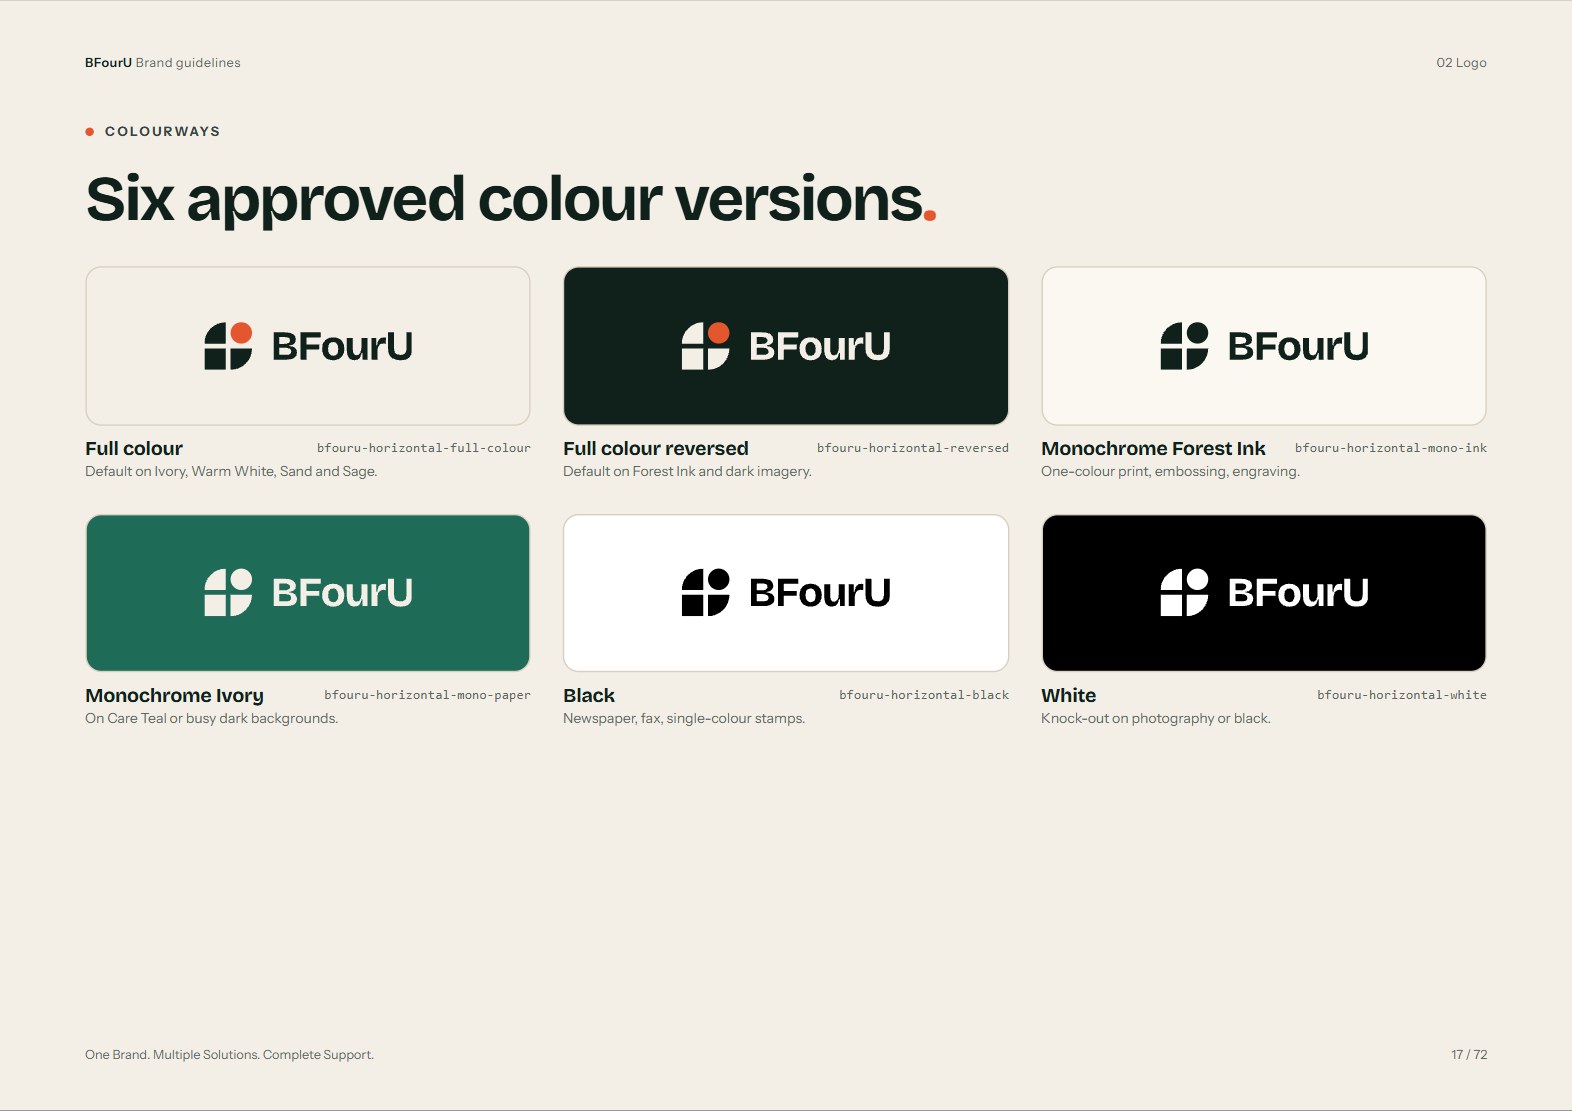 BFourU Brand guidelines
02 Logo
COLOURWAYS
Six approved colour versions.
BFourU
BFourU
BFourU
Full colour
bfouru-horizontal-full-colour
Default on Ivory, Warm White, Sand and Sage.
Full colour reversed
bfouru-horizontal-reversed
Default on Forest Ink and dark imagery.
Monochrome Forest Ink
bfouru-horizontal-mono-ink
One-colour print, embossing, engraving.
BFourU
BFourU
BFourU
Monochrome Ivory
bfouru-horizontal-mono-paper
On Care Teal or busy dark backgrounds.
Black
bfouru-horizontal-black
Newspaper, fax, single-colour stamps.
White
bfouru-horizontal-white
Knock-out on photography or black.
One Brand. Multiple Solutions. Complete Support.
17 / 72